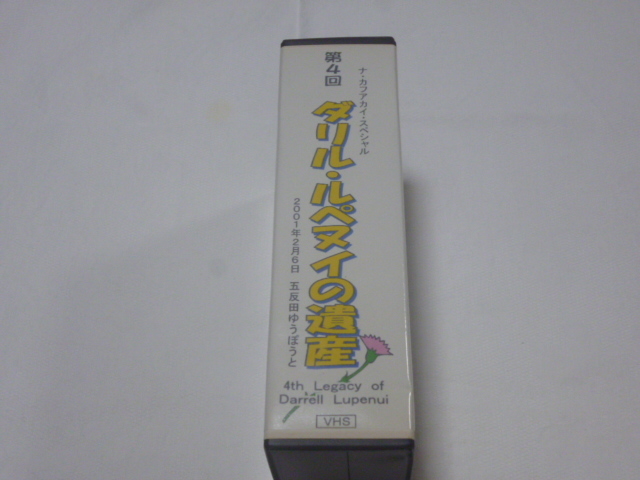 第4回
ナ・カフアカイ・スペシャル
ダリル・ルペヌイの遺産
2001年2月6日 五反田ゆうぽうと
4th Legacy of
Darrell Lupenui
VHS